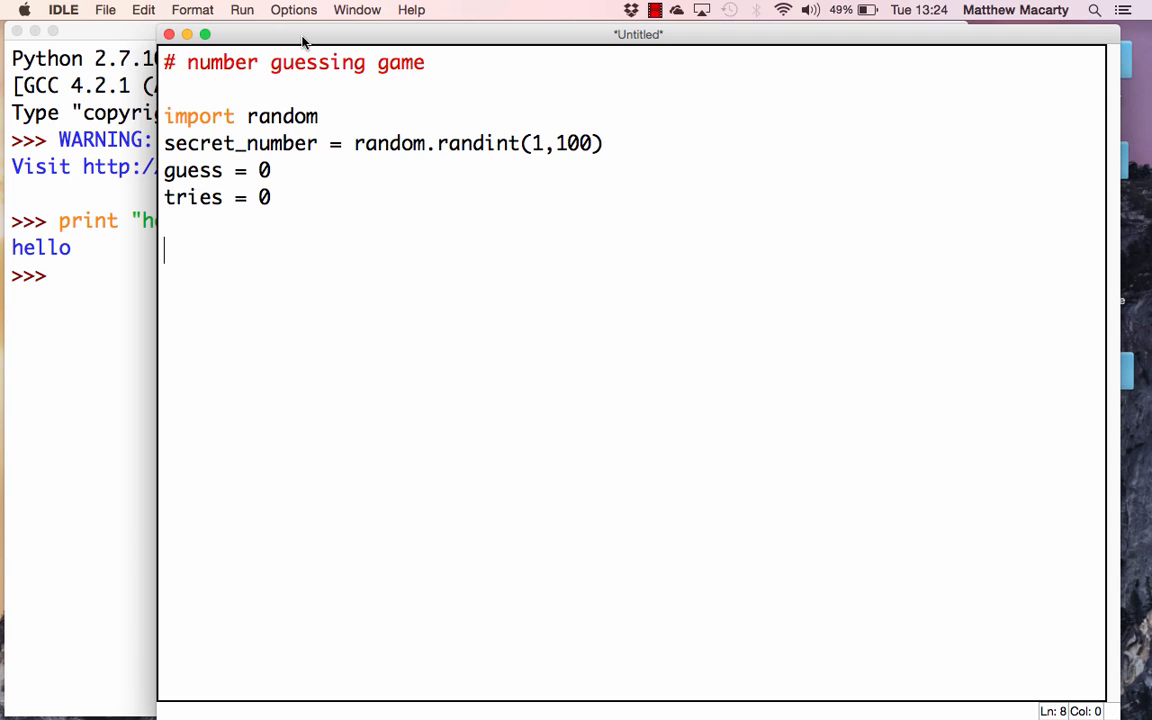 IDLE File Edit Format Run Options Window Help 49% Tue 13:24 Matthew Macarty
*Untitled*
Python 2.7.10
[GCC 4.2.1 (
Type "copyri
>>> WARNING:
Visit http:/
>>> print "h
hello
>>>
# number guessing game
import random
secret_number = random.randint(1,100)
guess = 0
tries = 0
Ln: 8 Col: 0